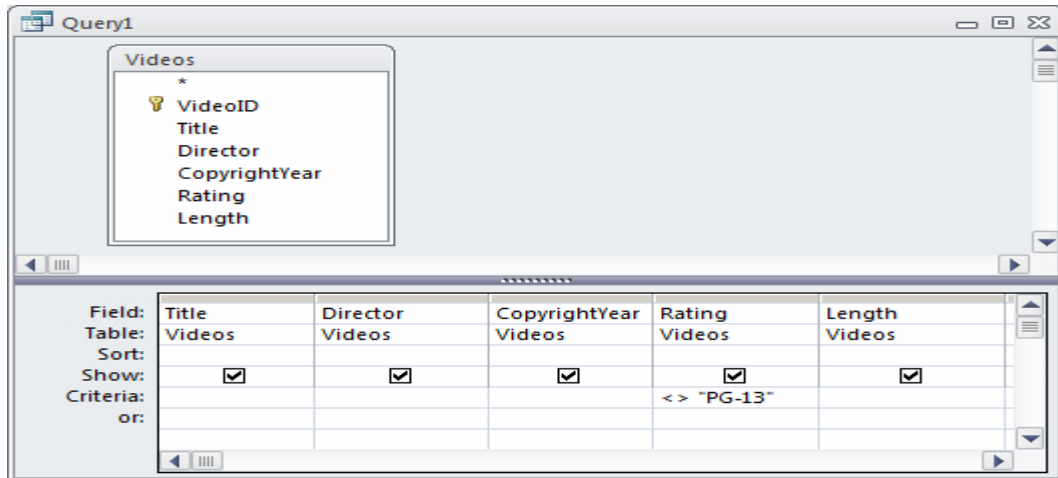 Query1
Videos
*
VideoID
Title
Director
CopyrightYear
Rating
Length
Field: Title Director CopyrightYear Rating Length
Table: Videos Videos Videos Videos Videos
Sort:
Show:
Criteria: <> "PG-13"
or: